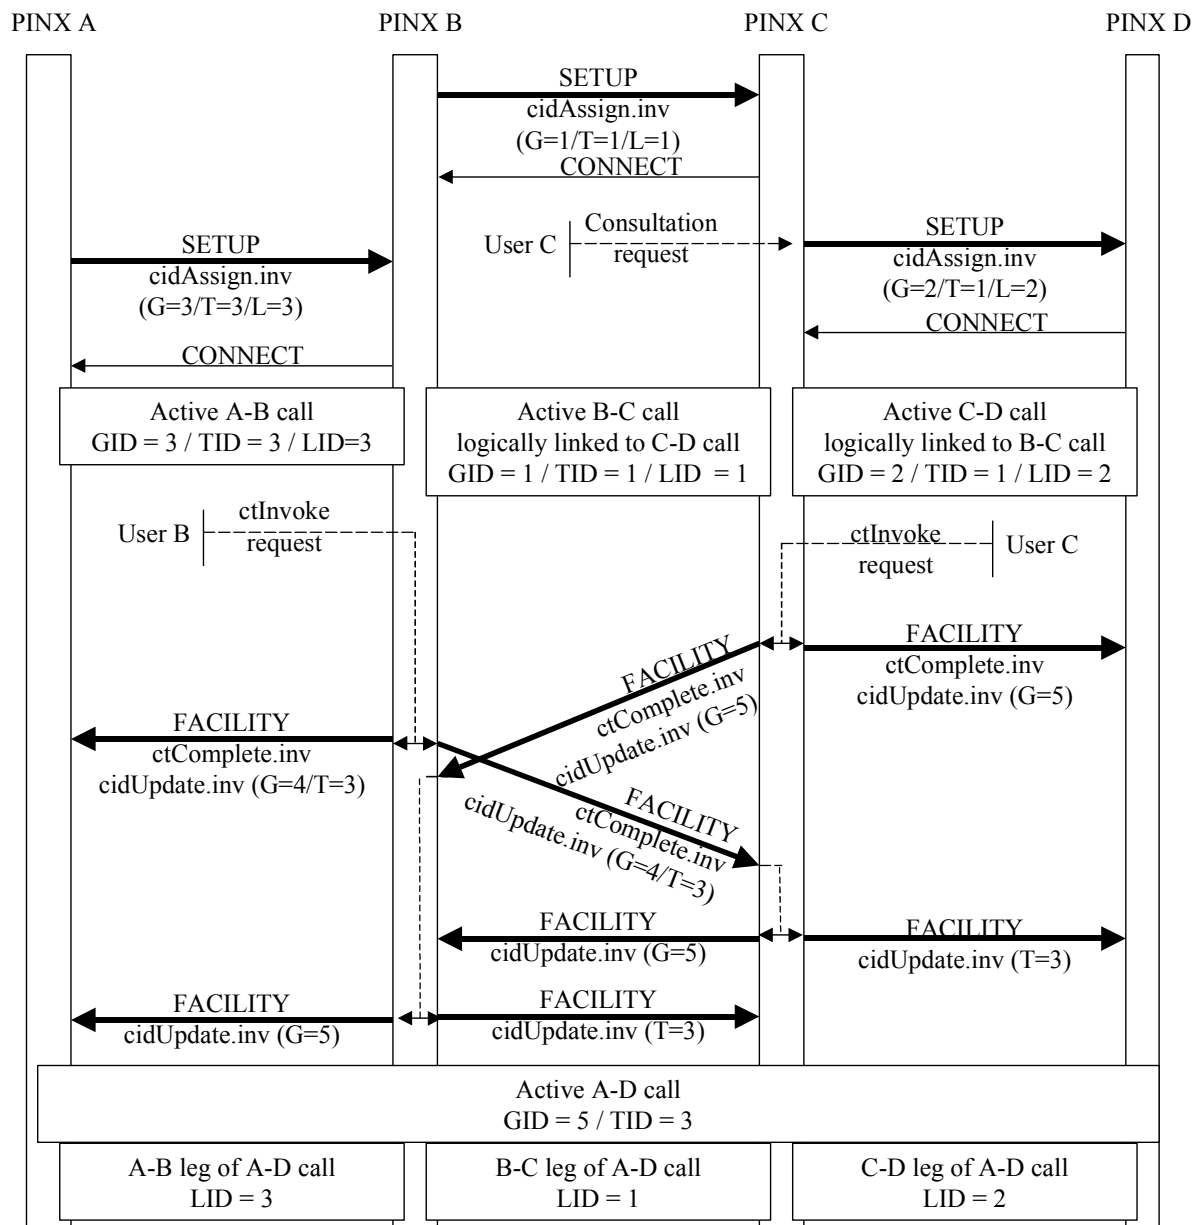 PINX A
PINX B
PINX C
PINX D
SETUP
cidAssign.inv
(G=1/T=1/L=1)
CONNECT
User C
Consultation
request
SETUP
cidAssign.inv
(G=3/T=3/L=3)
SETUP
cidAssign.inv
(G=2/T=1/L=2)
CONNECT
CONNECT
Active A-B call
GID = 3 / TID = 3 / LID=3
Active B-C call
logically linked to C-D call
GID = 1 / TID = 1 / LID = 1
Active C-D call
logically linked to B-C call
GID = 2 / TID = 1 / LID = 2
User B
ctInvoke
request
ctInvoke
request
User C
FACILITY
ctComplete.inv
cidUpdate.inv (G=5)
FACILITY
ctComplete.inv
cidUpdate.inv (G=5)
FACILITY
ctComplete.inv
cidUpdate.inv (G=4/T=3)
FACILITY
ctComplete.inv
cidUpdate.inv (G=4/T=3)
FACILITY
cidUpdate.inv (G=5)
FACILITY
cidUpdate.inv (T=3)
FACILITY
cidUpdate.inv (G=5)
FACILITY
cidUpdate.inv (T=3)
Active A-D call
GID = 5 / TID = 3
A-B leg of A-D call
LID = 3
B-C leg of A-D call
LID = 1
C-D leg of A-D call
LID = 2